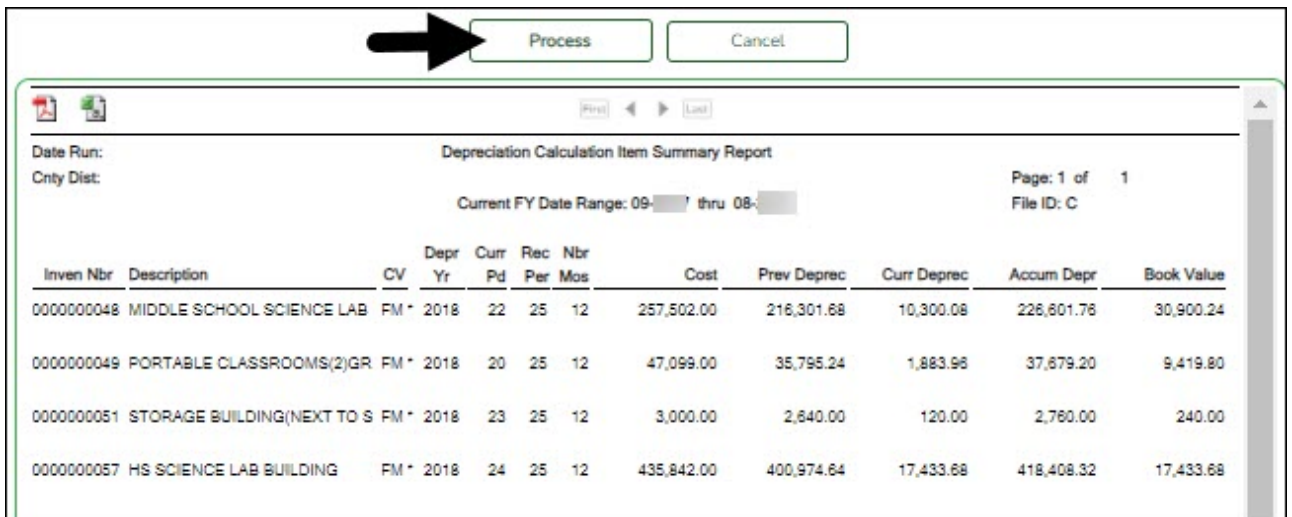 Process Cancel
First Last
Date Run: Depreciation Calculation Item Summary Report
Cnty Dist: Page: 1 of 1
Current FY Date Range: 09- thru 08- File ID: C
Depr Curr Rec Nbr
Inven Nbr Description CV Yr Pd Per Mos Cost Prev Deprec Curr Deprec Accum Depr Book Value
0000000048 MIDDLE SCHOOL SCIENCE LAB FM * 2018 22 25 12 257,502.00 216,301.68 10,300.08 226,601.76 30,900.24
0000000049 PORTABLE CLASSROOMS(2)GR FM * 2018 20 25 12 47,099.00 35,795.24 1,883.96 37,679.20 9,419.80
0000000051 STORAGE BUILDING(NEXT TO S FM * 2018 23 25 12 3,000.00 2,640.00 120.00 2,760.00 240.00
0000000057 HS SCIENCE LAB BUILDING FM * 2018 24 25 12 435,842.00 400,974.64 17,433.68 418,408.32 17,433.68